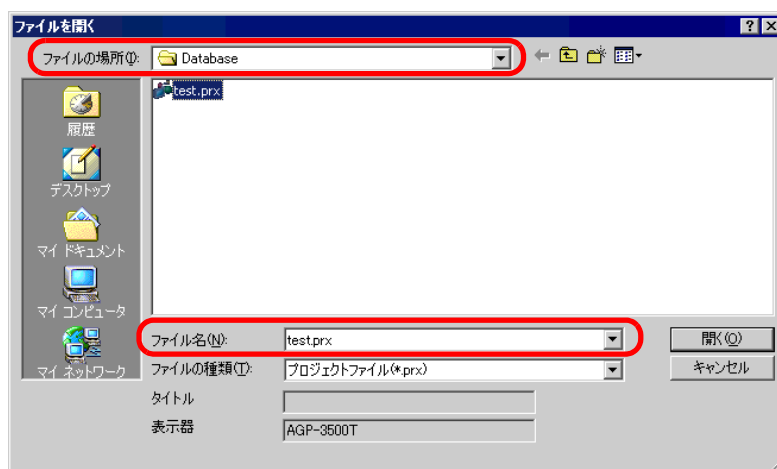 ファイルを開く
ファイルの場所(I):
Database
test.prx
履歴
デスクトップ
マイ ドキュメント
マイ コンピュータ
マイ ネットワーク
ファイル名(N):
test.prx
開く(O)
ファイルの種類(T):
プロジェクトファイル(*.prx)
キャンセル
タイトル
表示器
AGP-3500T